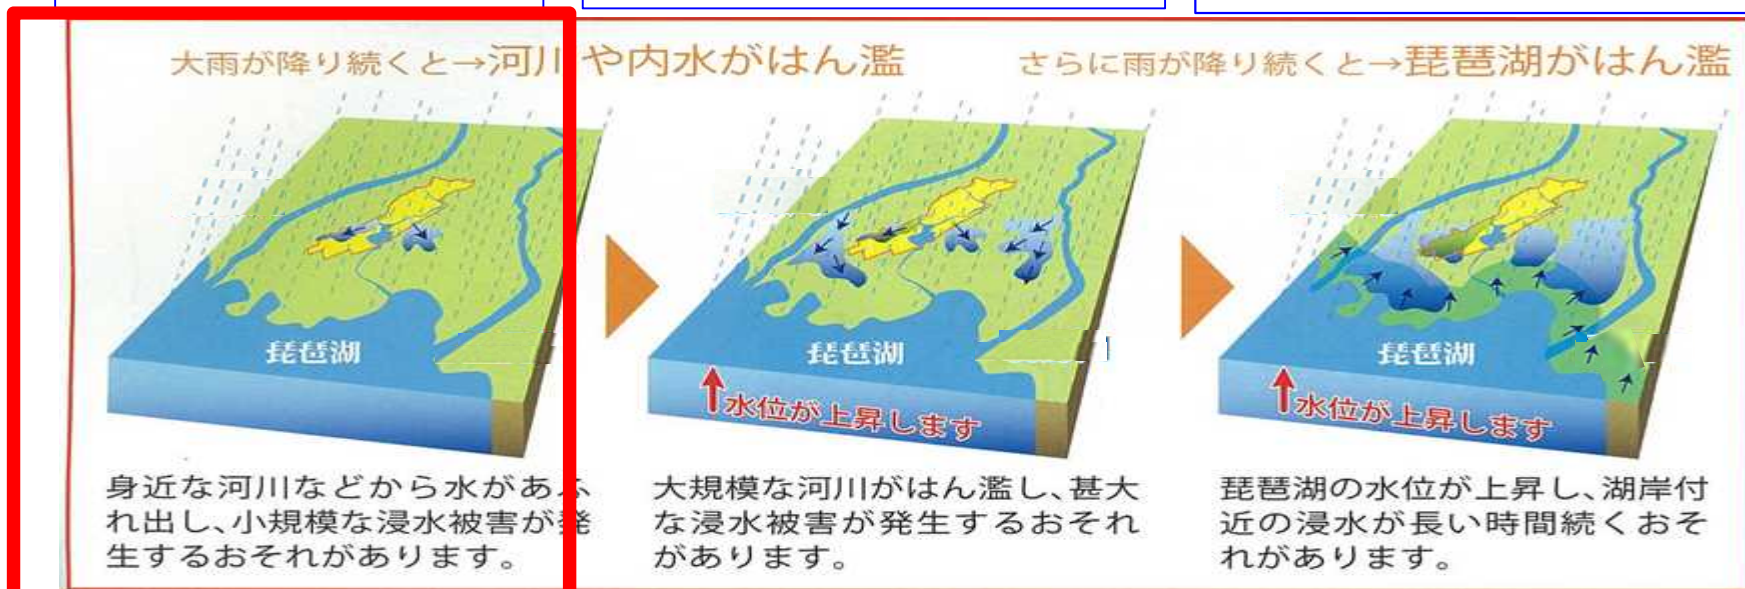 大雨が降り続くと→河川や内水がはん濫
さらに雨が降り続くと→琵琶湖がはん濫
琵琶湖
身近な河川などから水があふ
れ出し、小規模な浸水被害が発
生するおそれがあります。
琵琶湖
水位が上昇します
大規模な河川がはん濫し、甚大
な浸水被害が発生するおそれ
があります。
琵琶湖
水位が上昇します
琵琶湖の水位が上昇し、湖岸付
近の浸水が長い時間続くおそ
れがあります。